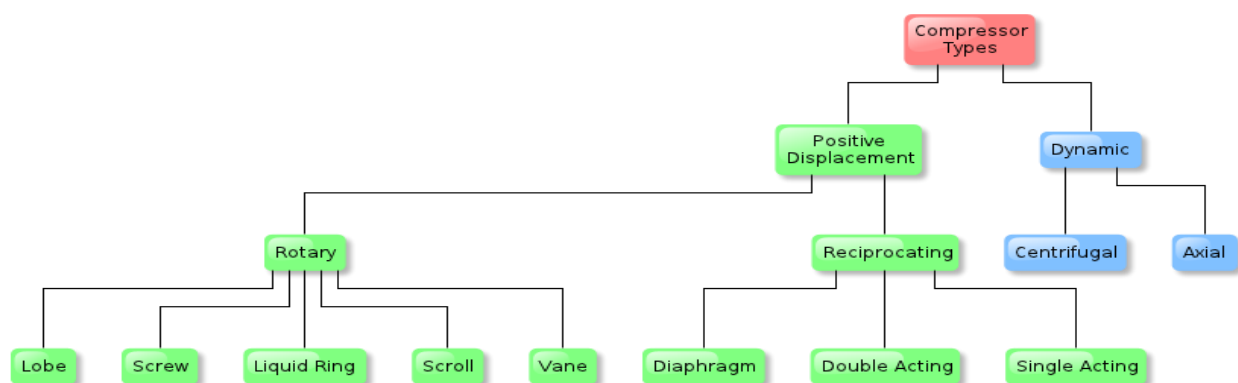 Compressor
Types
Positive
Displacement
Dynamic
Rotary
Reciprocating
Centrifugal
Axial
Lobe
Screw
Liquid Ring
Scroll
Vane
Diaphragm
Double Acting
Single Acting